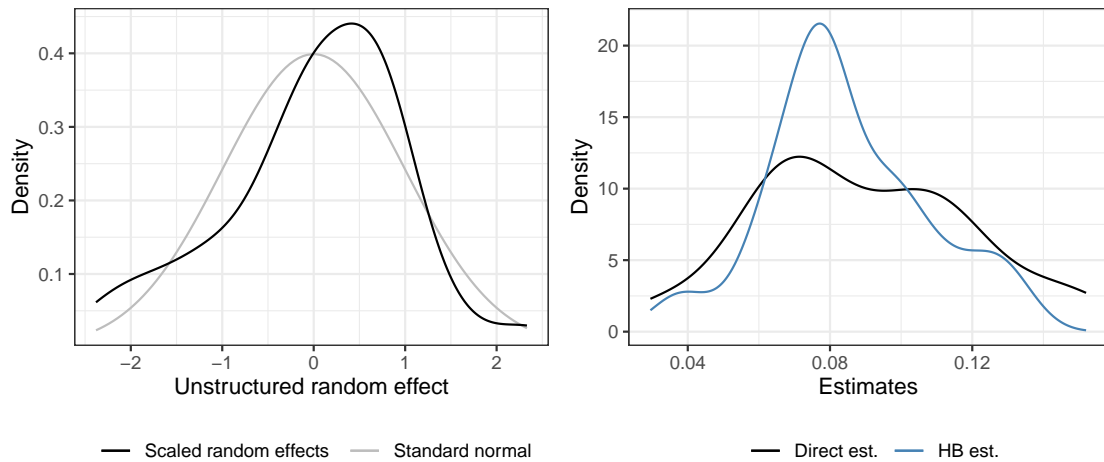 0.4
0.3
0.2
0.1
Density
−2
−1
0
1
2
Unstructured random effect
Scaled random effects
Standard normal
20
15
10
5
0
Density
0.04
0.08
0.12
Estimates
Direct est.
HB est.